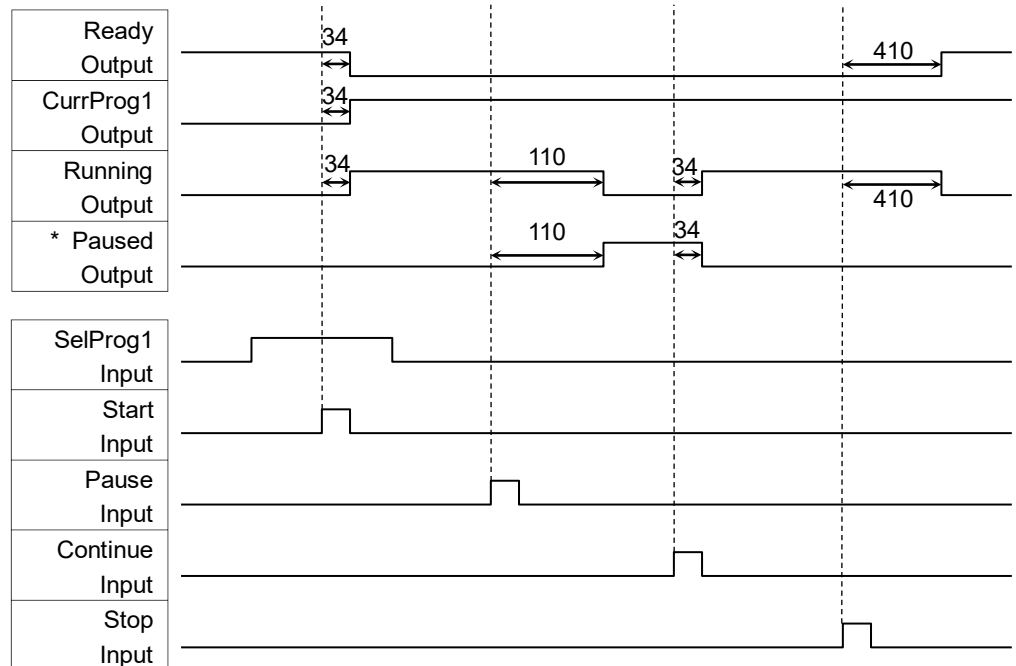 Ready
Output
34
410
CurrProg1
Output
34
Running
Output
34
110
34
410
* Paused
Output
110
34
SelProg1
Input
Start
Input
Pause
Input
Continue
Input
Stop
Input